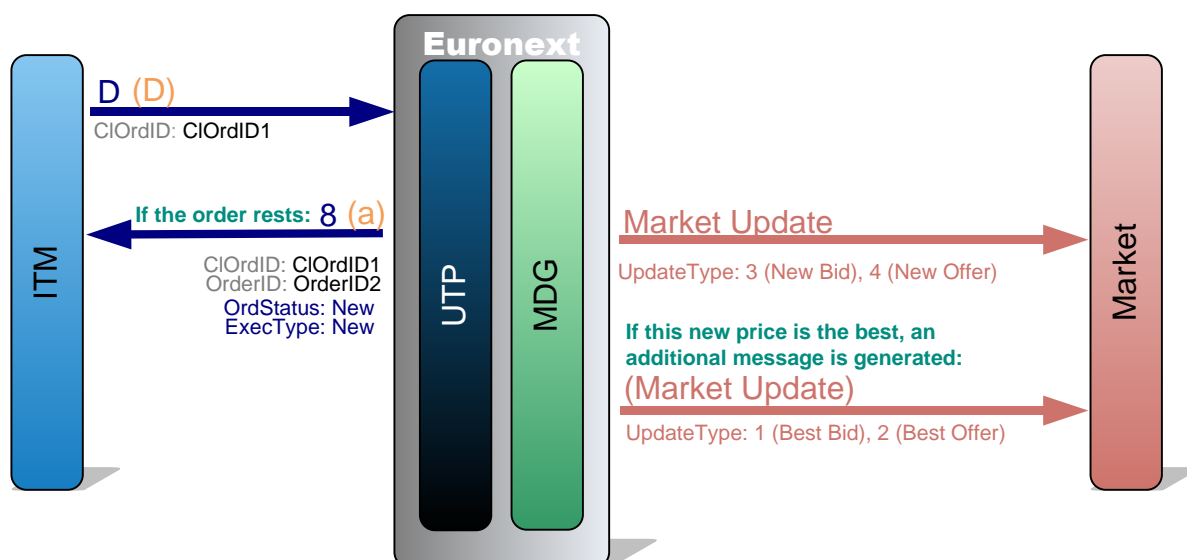 Euronext
D (D)
ClOrdID: ClOrdID1
If the order rests: 8 (a)
ClOrdID: ClOrdID1
OrderID: OrderID2
OrdStatus: New
ExecType: New
ITM
UTP
MDG
Market Update
UpdateType: 3 (New Bid), 4 (New Offer)
If this new price is the best, an
additional message is generated:
(Market Update)
UpdateType: 1 (Best Bid), 2 (Best Offer)
Market